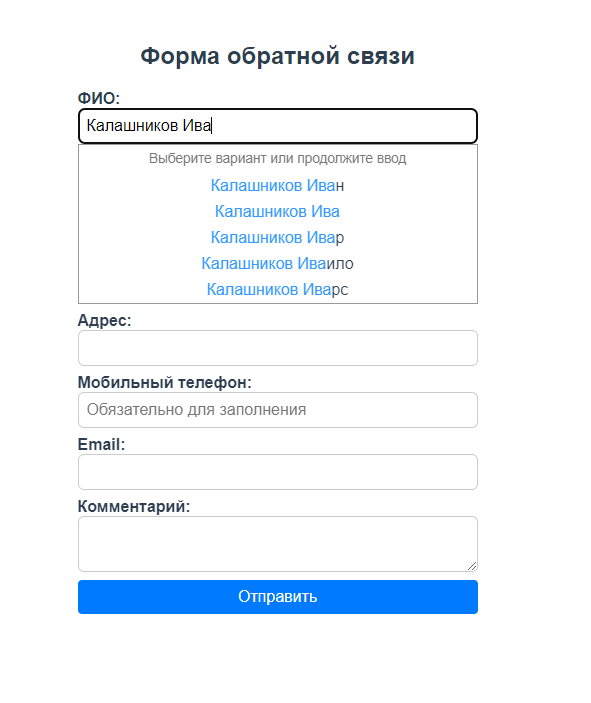 Форма обратной связи
ФИО:
Калашников Ива
Выберите вариант или продолжите ввод
Калашников Иван
Калашников Ива
Калашников Ивар
Калашников Иваило
Калашников Иварс
Адрес:
Мобильный телефон:
Обязательно для заполнения
Email:
Комментарий:
Отправить